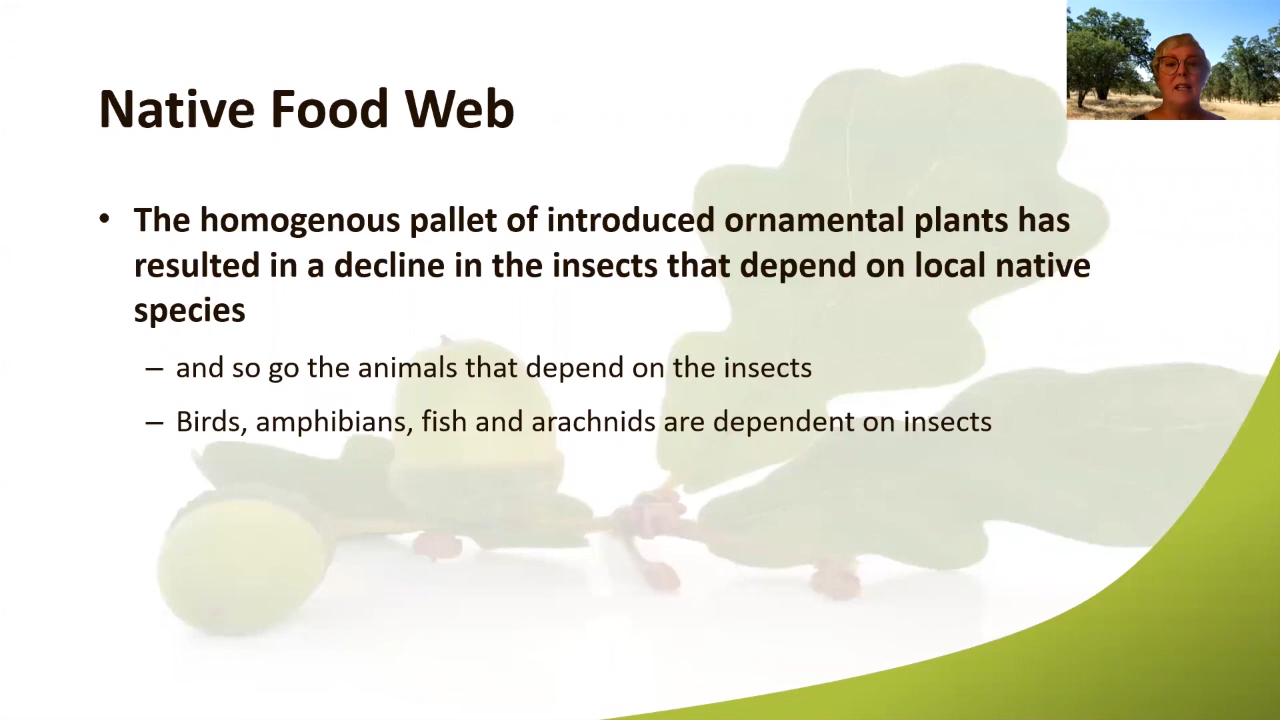 Native Food Web
• The homogenous pallet of introduced ornamental plants has
resulted in a decline in the insects that depend on local native
species
– and so go the animals that depend on the insects
– Birds, amphibians, fish and arachnids are dependent on insects